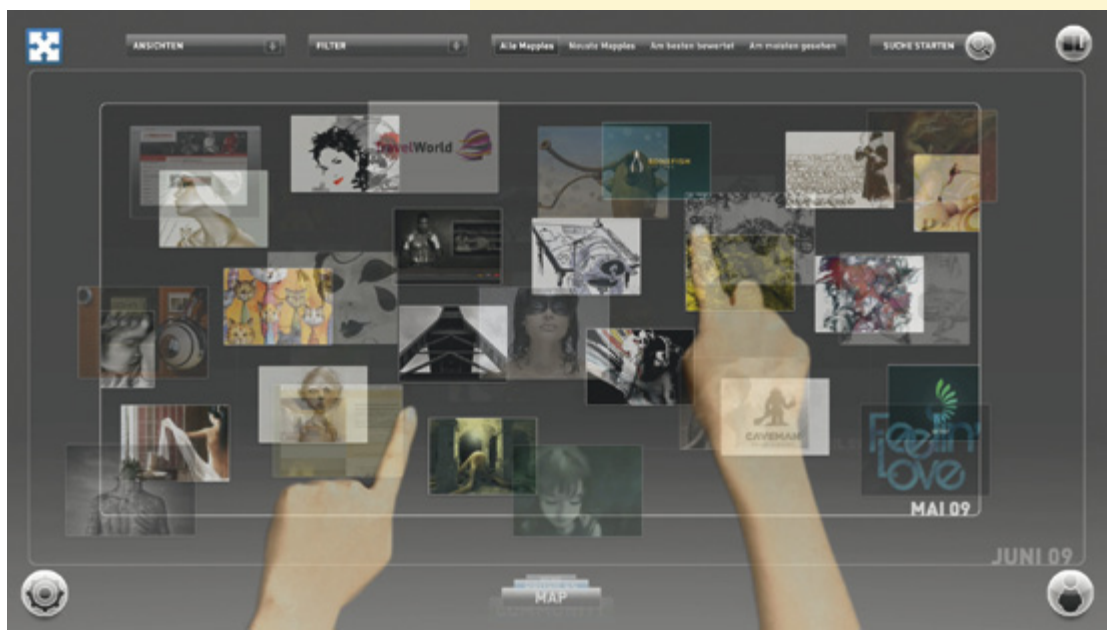 ANSICHTEN
FILTER
Alle Mapples
Neuste Mapples
Am besten bewertet
Am meisten gesehen
SUCHE STARTEN
TravelWorld
BONEFISH
CAVEMAN
Feelin'
Love
MAI 09
JUNI 09
MAP